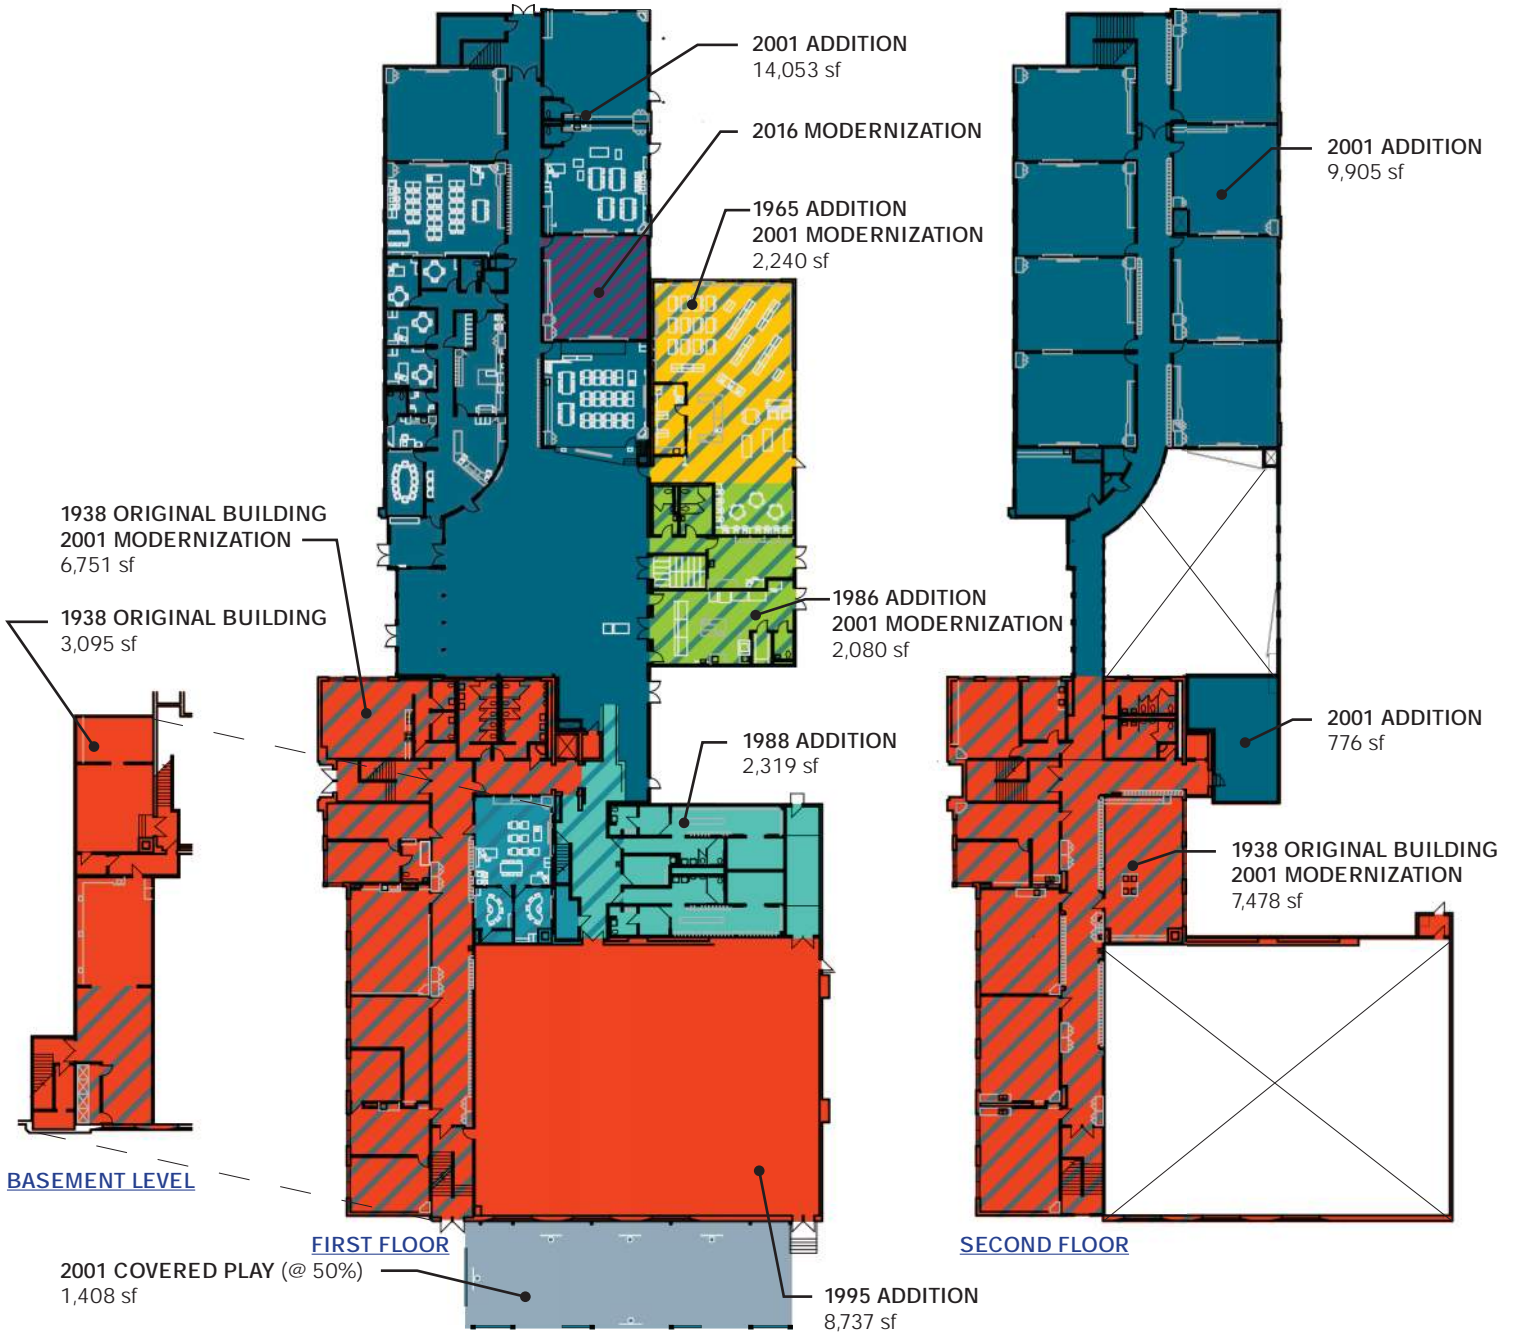 2001 ADDITION
14,053 sf
2016 MODERNIZATION
2001 ADDITION
9,905 sf
1965 ADDITION
2001 MODERNIZATION
2,240 sf
1938 ORIGINAL BUILDING
2001 MODERNIZATION
6,751 sf
1938 ORIGINAL BUILDING
3,095 sf
1986 ADDITION
2001 MODERNIZATION
2,080 sf
1988 ADDITION
2,319 sf
2001 ADDITION
776 sf
1938 ORIGINAL BUILDING
2001 MODERNIZATION
7,478 sf
BASEMENT LEVEL
FIRST FLOOR
SECOND FLOOR
2001 COVERED PLAY (@ 50%)
1,408 sf
1995 ADDITION
8,737 sf